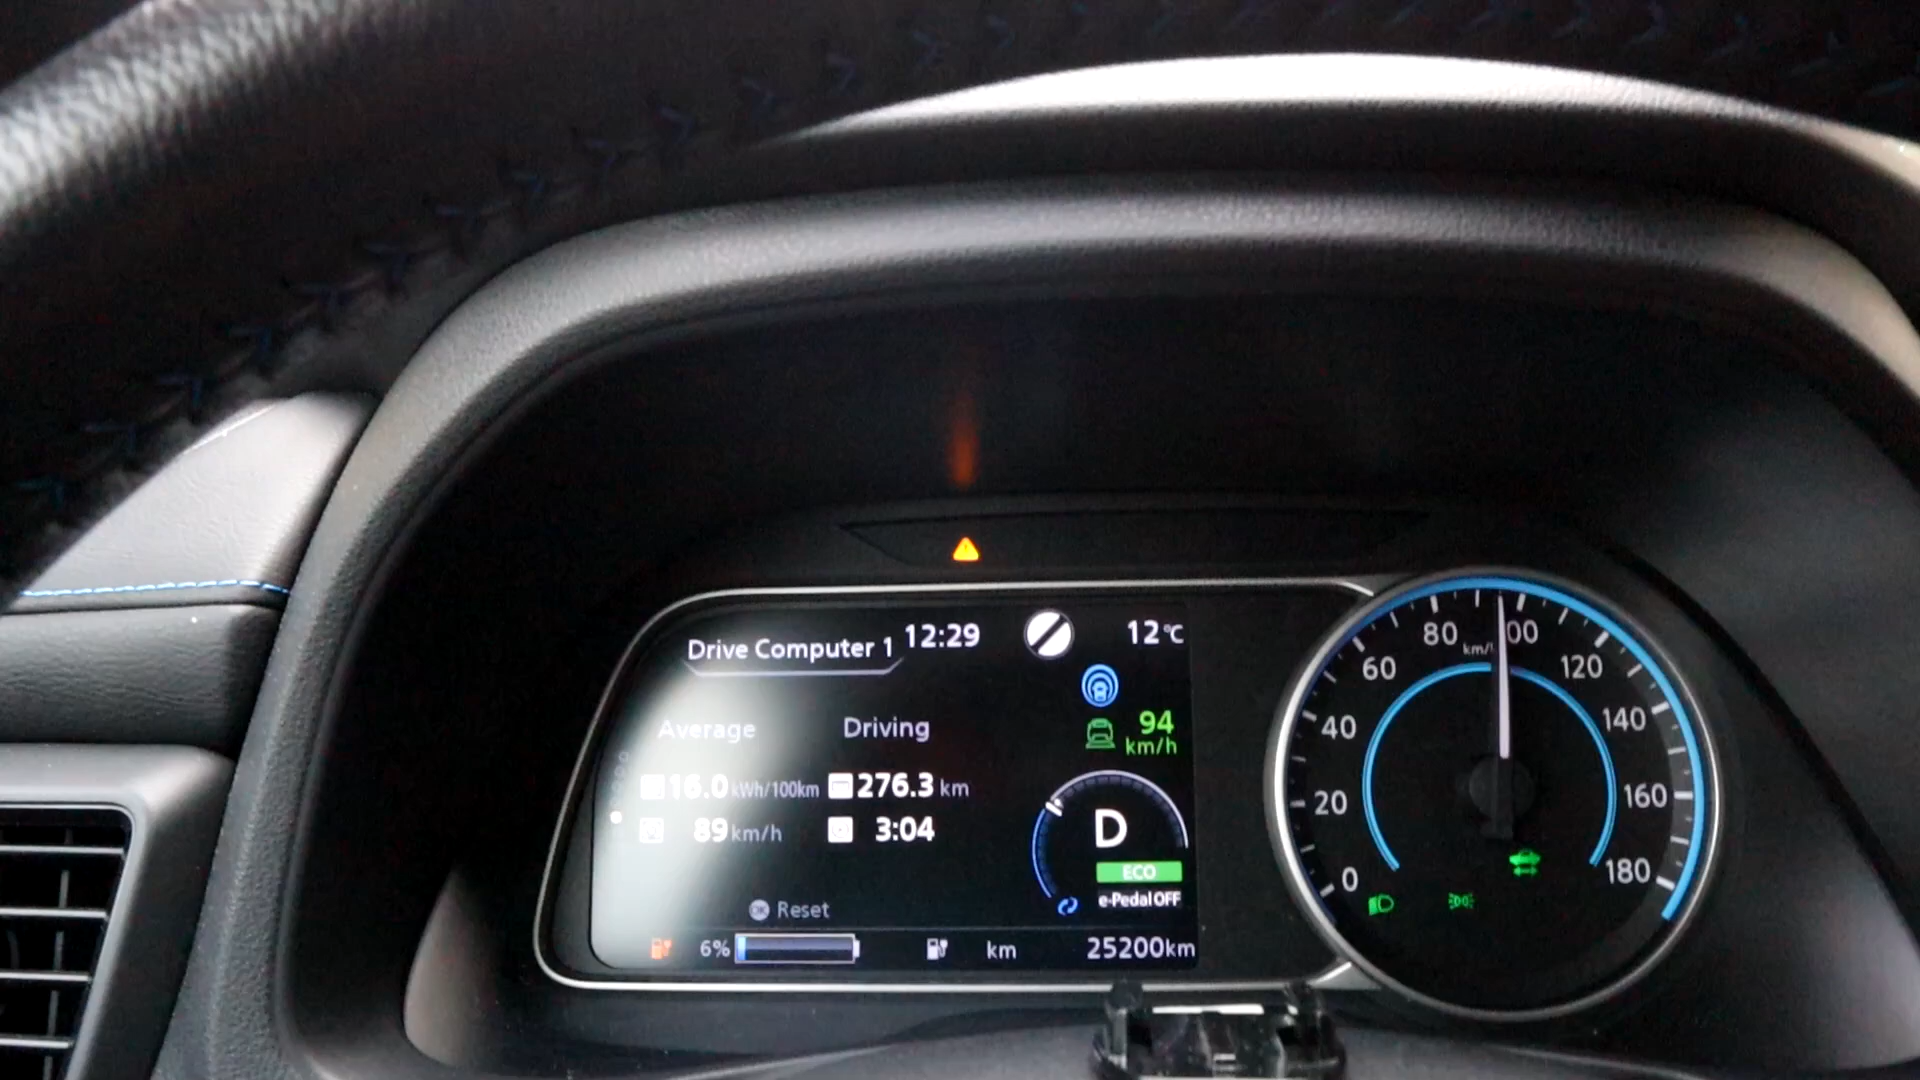 Drive Computer 1 12:29 12°C
Average Driving
94
km/h
16.0 kWh/100km 276.3 km
89 km/h 3:04
D
ECO
e-Pedal OFF
OK Reset
6% km 25200km
0
20
40
60
80
km/
00
120
140
160
180